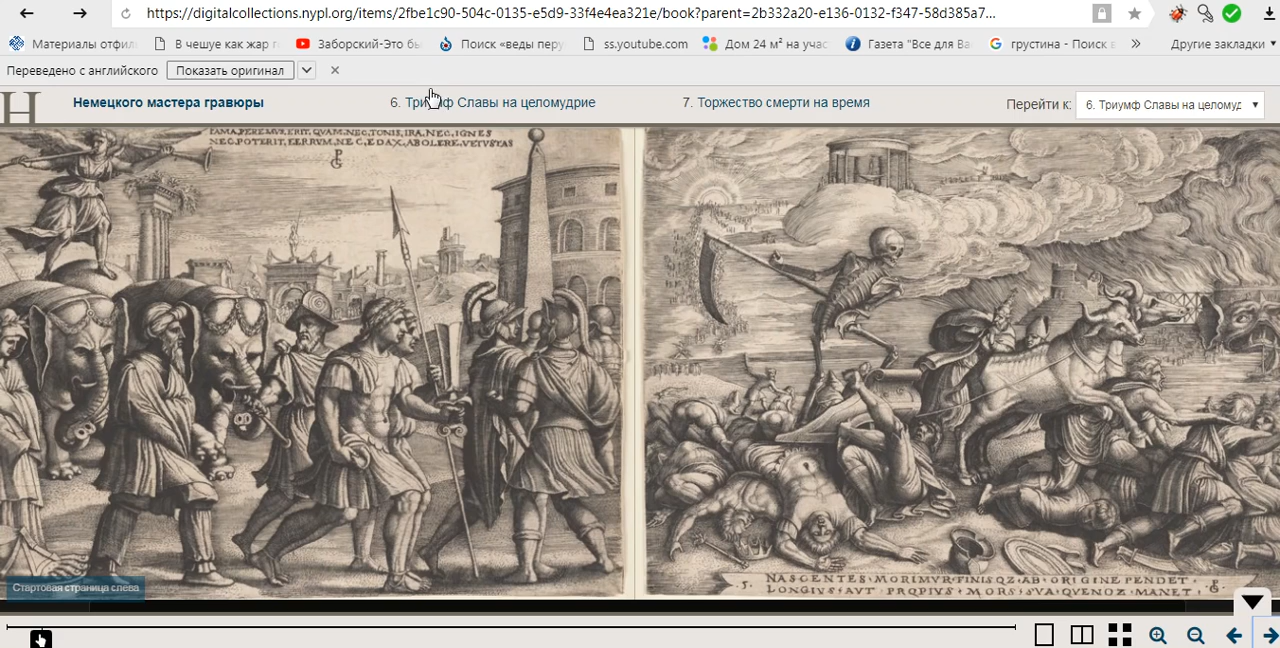 https://digitalcollections.nypl.org/items/2fbe1c90-504c-0135-e5d9-33f4e4ea321e/book?parent=2b332a20-e136-0132-f347-58d385a7...
Материалы отфил
В чешуе как жар г
Заборский-Это бы
Поиск «веды перу
ss.youtube.com
Дом 24 м² на учас
Газета "Все для Ва
грустина - Поиск в
»
Другие закладки
Переведено с английского
Показать оригинал
Н
Немецкого мастера гравюры
6. Триумф Славы на целомудрие
7. Торжество смерти на время
Перейти к:
6. Триумф Славы на целомуд
FAMA.PEREMVS.ERIT.QVAM.NEC.TONIS.IRA.NEC.IGNES
NEC.POTERIT.FERRVM.NEC.EDAX.ABOLERE.VETVSTAS
.5. NASCENTES·MORIMVR·FINISQZ·AB·ORIGINE·PENDET·
LONGIVS·AVT·PROPIVS·MORS·SVA·QVENQZ·MANET·
Стартовая страница слева